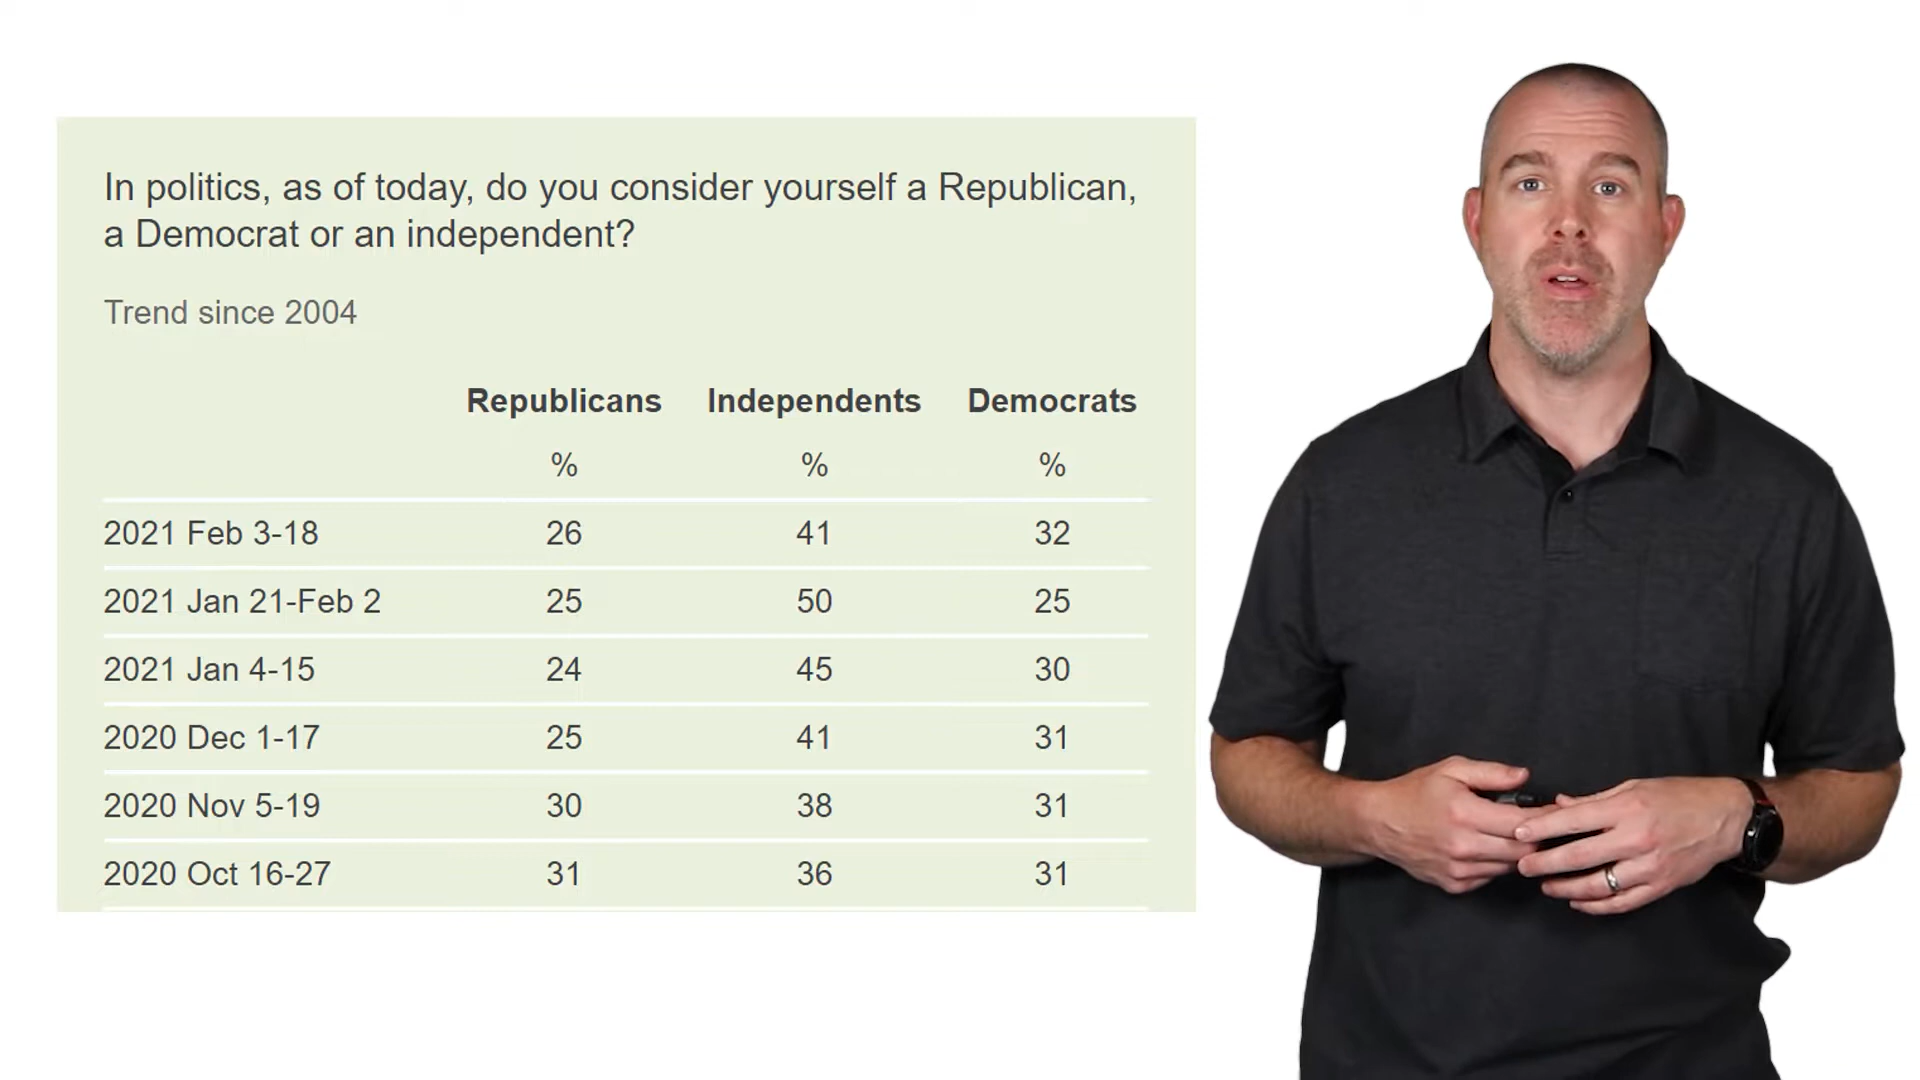 In politics, as of today, do you consider yourself a Republican,
a Democrat or an independent?
Trend since 2004
Republicans Independents Democrats
% % %
2021 Feb 3-18 26 41 32
2021 Jan 21-Feb 2 25 50 25
2021 Jan 4-15 24 45 30
2020 Dec 1-17 25 41 31
2020 Nov 5-19 30 38 31
2020 Oct 16-27 31 36 31